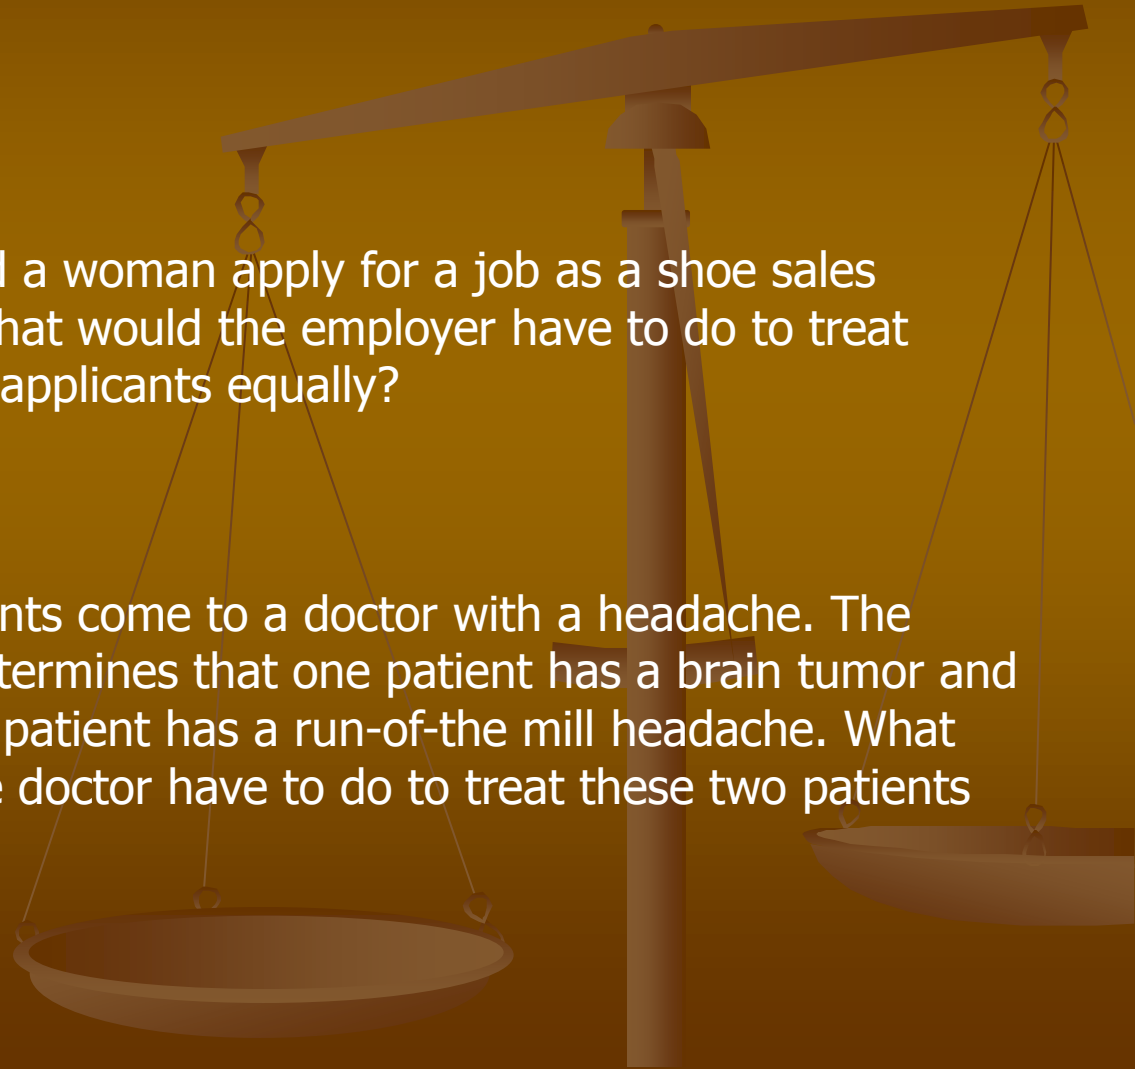 a woman apply for a job as a shoe sales
hat would the employer have to do to treat
applicants equally?
nts come to a doctor with a headache. The
termines that one patient has a brain tumor and
patient has a run-of-the mill headache. What
doctor have to do to treat these two patients